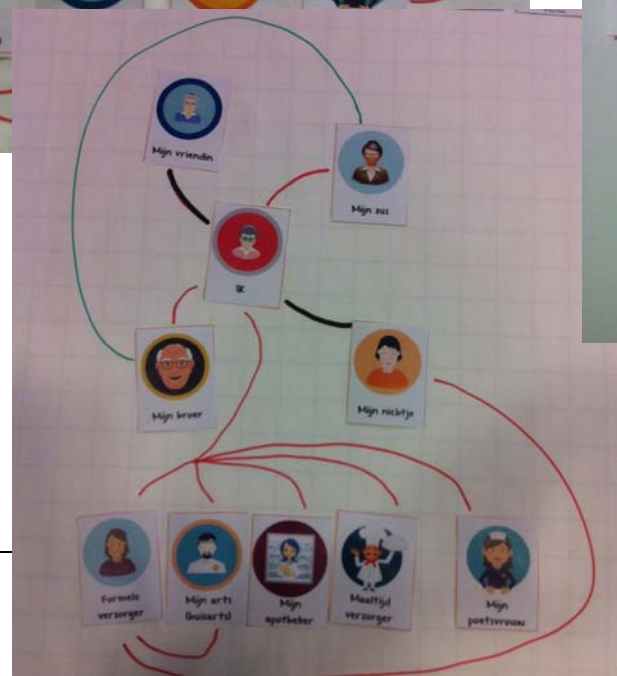 Mijn vriendin
Mijn zus
IK
Mijn broer
Mijn nichtje
Formele
verzorger
Mijn arts
(huisarts)
Mijn
apotheker
Maaltijd
verzorger
Mijn
poetsvrouw